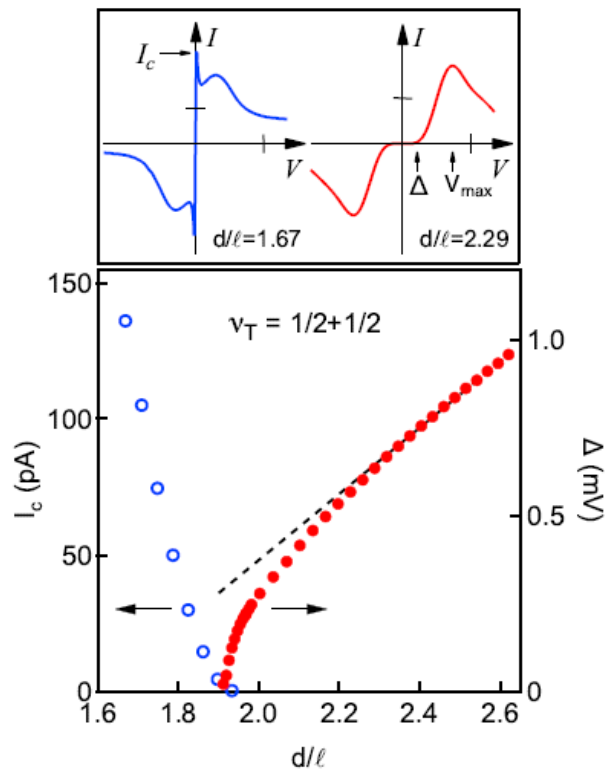 I_c
I
I
V
V
Δ
V_max
d/ℓ=1.67
d/ℓ=2.29
150
100
50
0
I_c (pA)
ν_T = 1/2+1/2
1.0
0.5
0
Δ (mV)
1.6
1.8
2.0
2.2
2.4
2.6
d/ℓ